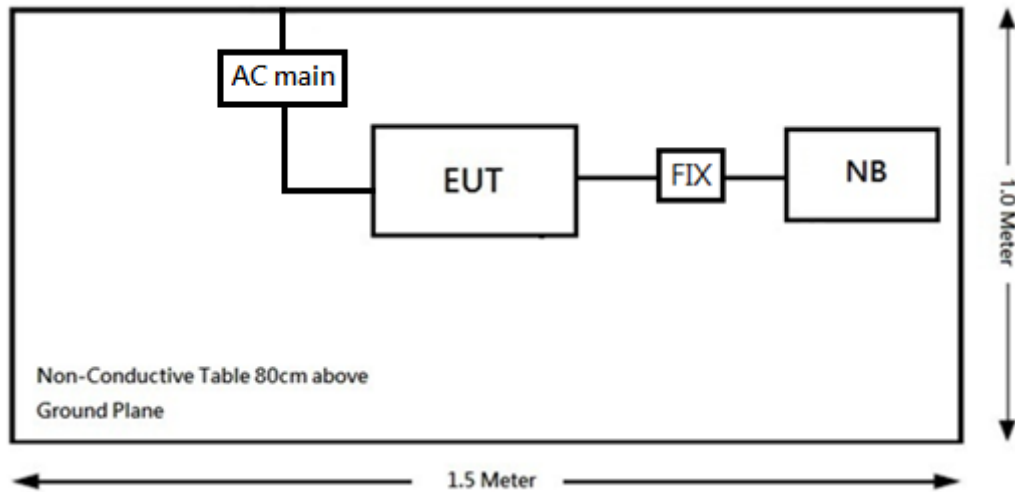 AC main
EUT
FIX
NB
1.0 Meter
Non-Conductive Table 80cm above
Ground Plane
1.5 Meter